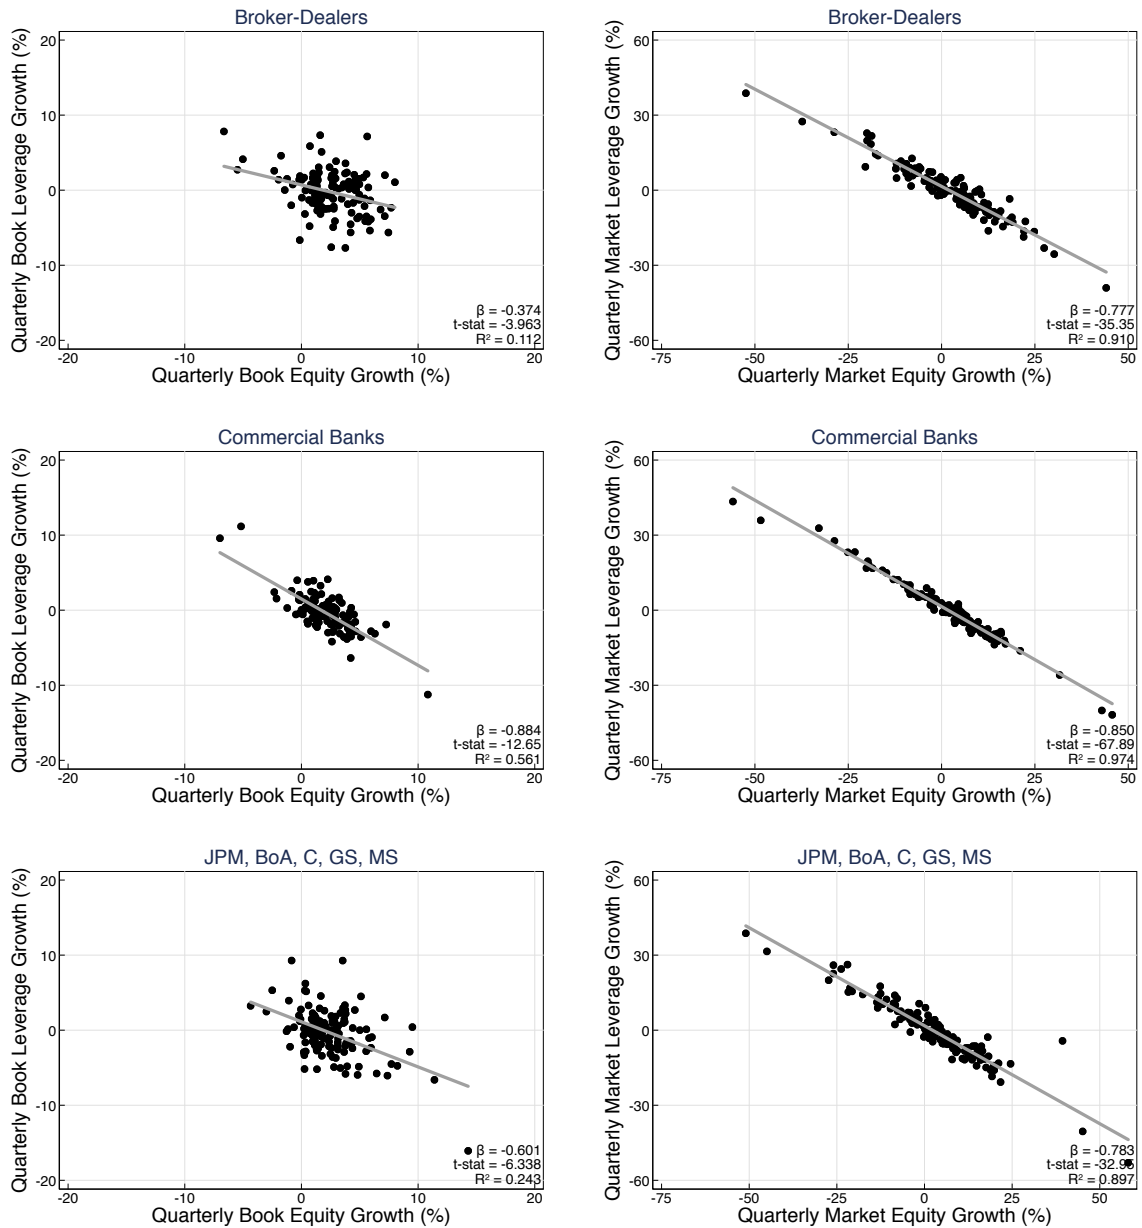 Broker-Dealers
Quarterly Book Leverage Growth (%)
20
10
0
-10
-20
β = -0.374
t-stat = -3.963
R² = 0.112
-20
-10
0
10
20
Quarterly Book Equity Growth (%)
Broker-Dealers
Quarterly Market Leverage Growth (%)
60
30
0
-30
-60
β = -0.777
t-stat = -35.35
R² = 0.910
-75
-50
-25
0
25
50
Quarterly Market Equity Growth (%)
Commercial Banks
Quarterly Book Leverage Growth (%)
20
10
0
-10
-20
β = -0.884
t-stat = -12.65
R² = 0.561
-20
-10
0
10
20
Quarterly Book Equity Growth (%)
Commercial Banks
Quarterly Market Leverage Growth (%)
60
30
0
-30
-60
β = -0.850
t-stat = -67.89
R² = 0.974
-75
-50
-25
0
25
50
Quarterly Market Equity Growth (%)
JPM, BoA, C, GS, MS
Quarterly Book Leverage Growth (%)
20
10
0
-10
-20
β = -0.601
t-stat = -6.338
R² = 0.243
-20
-10
0
10
20
Quarterly Book Equity Growth (%)
JPM, BoA, C, GS, MS
Quarterly Market Leverage Growth (%)
60
30
0
-30
-60
β = -0.783
t-stat =
R² = 0.897
-75
-50
-25
0
25
50
Quarterly Market Equity Growth (%)